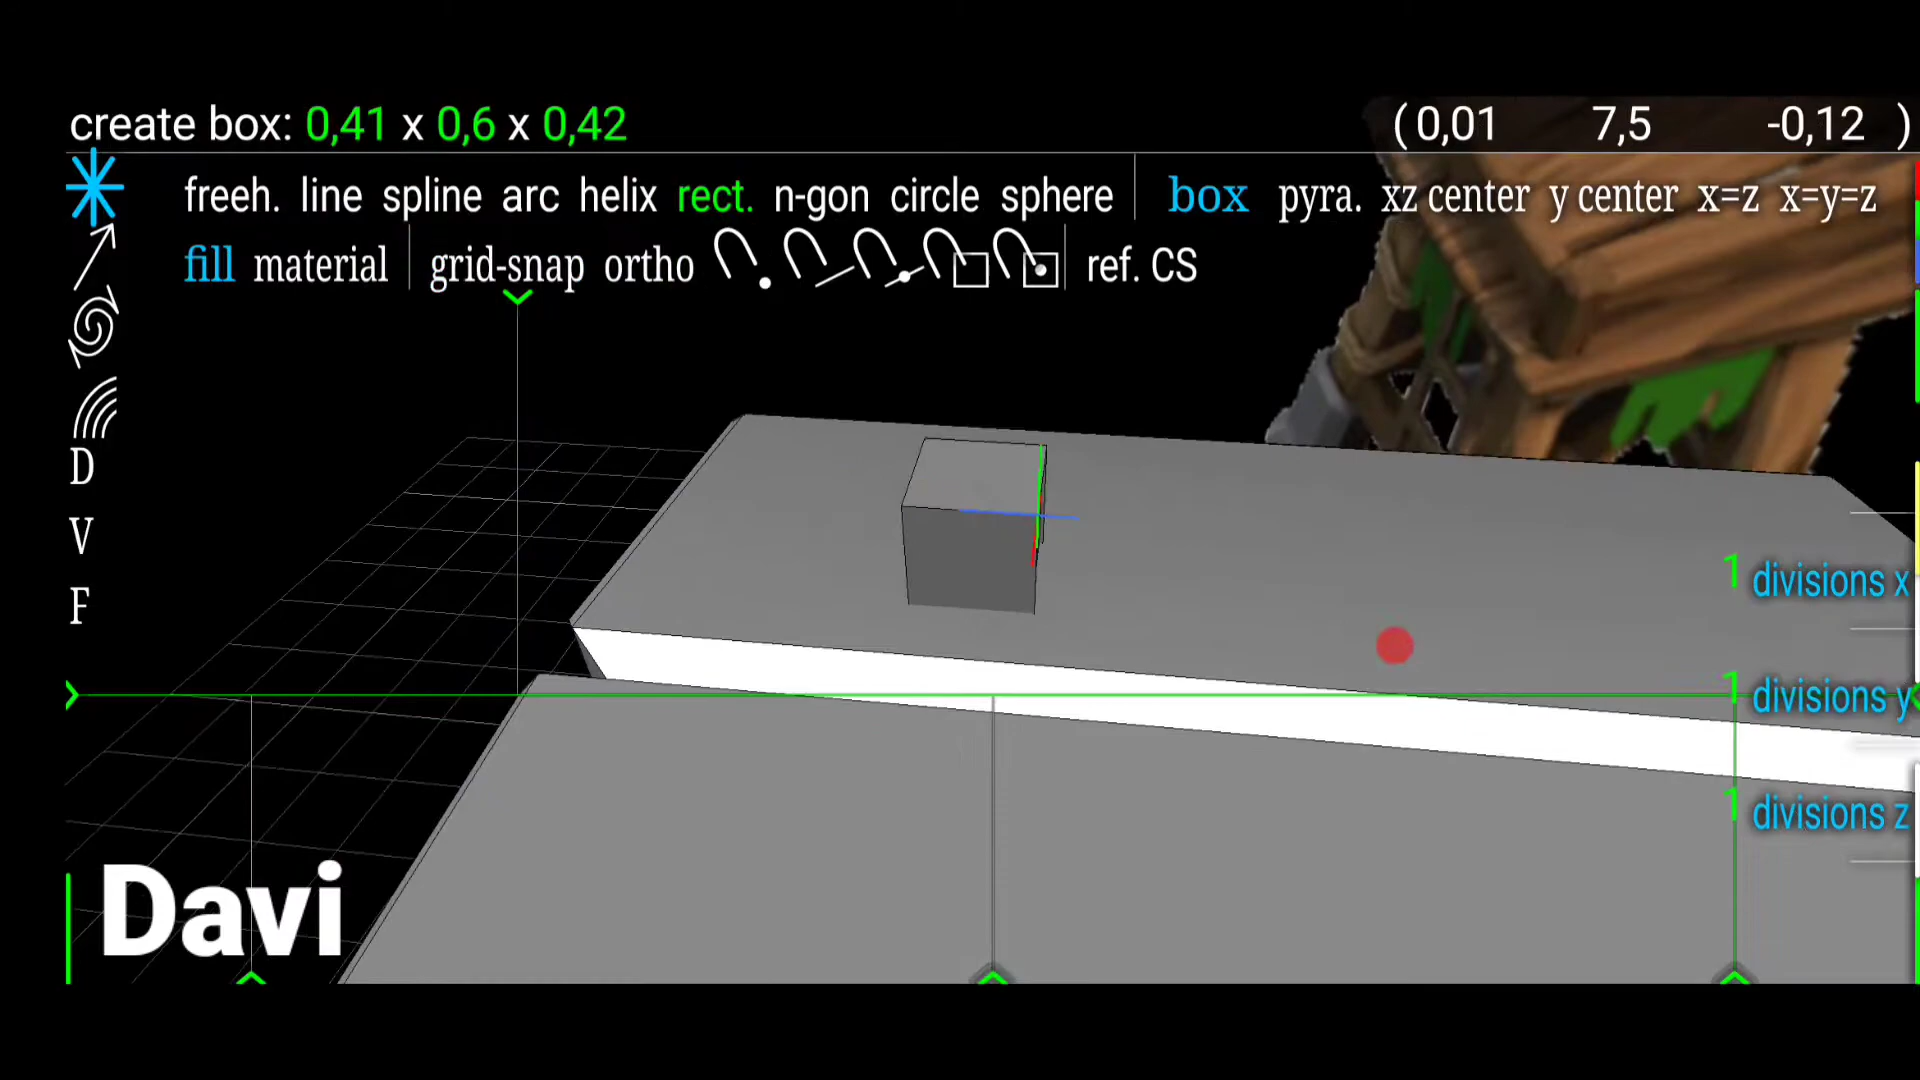 create box: 0,41 x 0,6 x 0,42 ( 0,01 7,5 -0,12 )
freeh. line spline arc helix rect. n-gon circle sphere box pyra. xz center y center x=z x=y=z
fill material grid-snap ortho ref. CS
D
V
F
1 divisions x
1 divisions y
1 divisions z
Davi